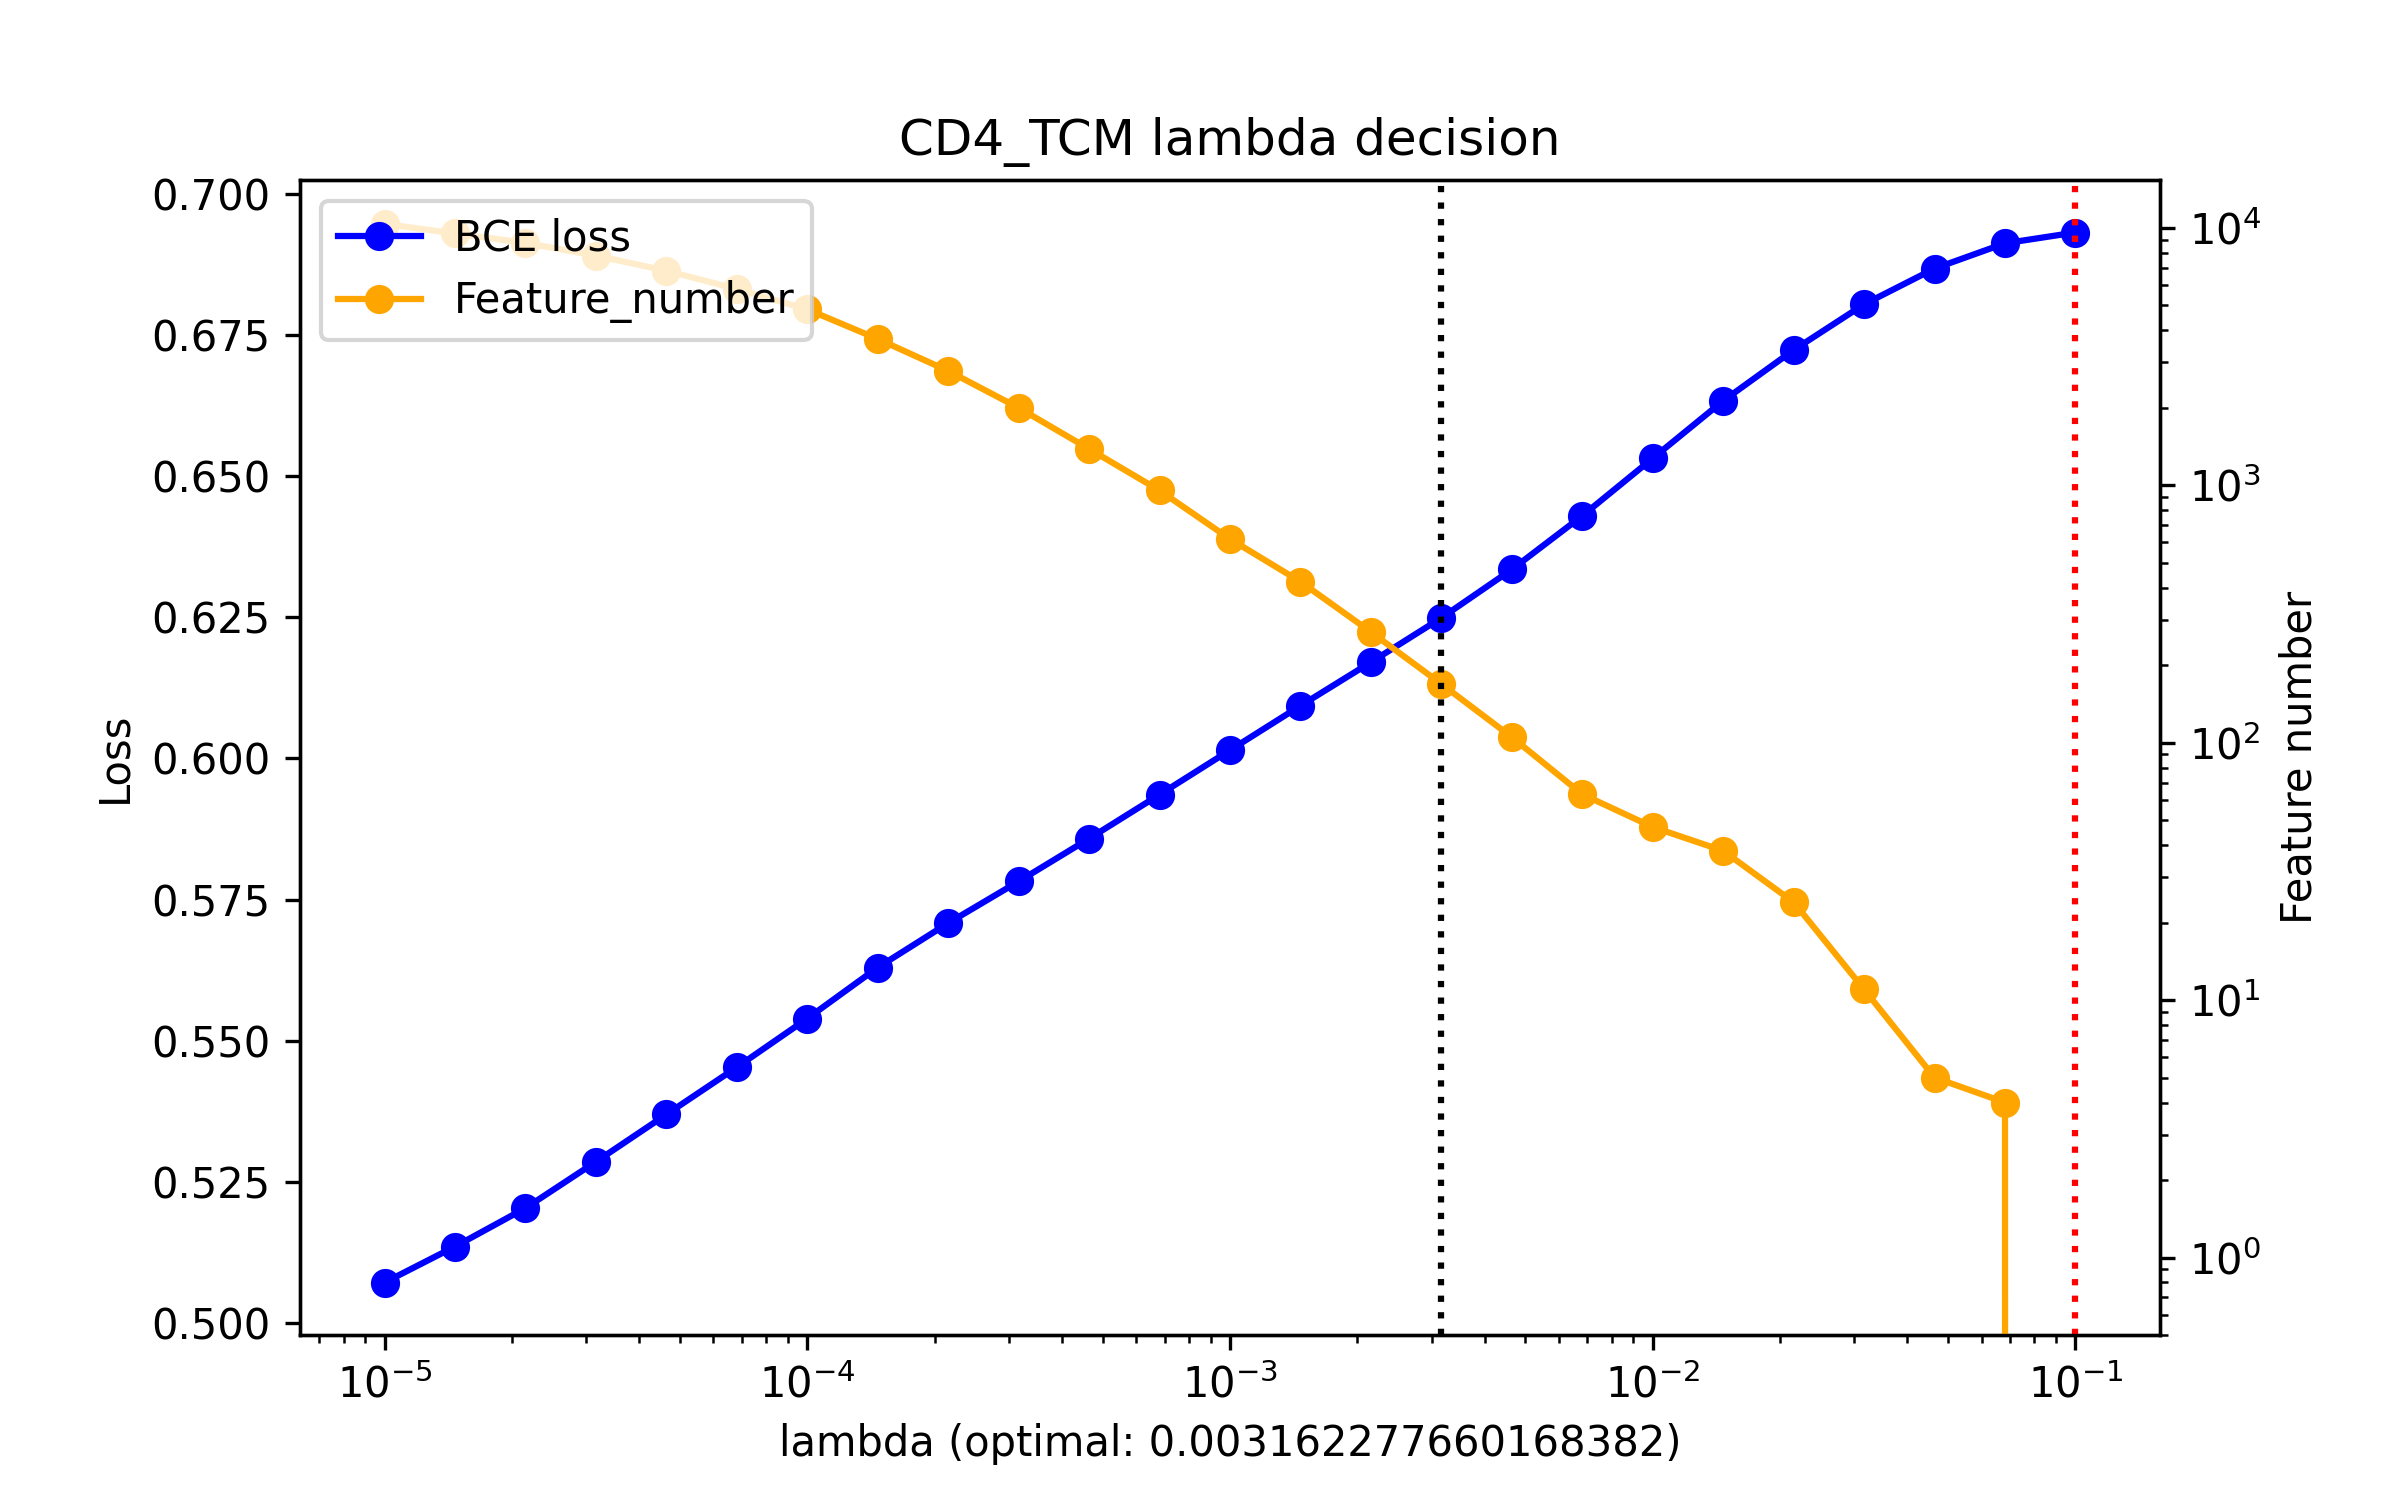 CD4_TCM lambda decision
BCE loss
Feature_number
0.700
0.675
0.650
0.625
0.600
0.575
0.550
0.525
0.500
Loss
10⁴
10³
10²
10¹
10⁰
Feature number
10⁻⁵ 10⁻⁴ 10⁻³ 10⁻² 10⁻¹
lambda (optimal: 0.0031622776601683⁠82)